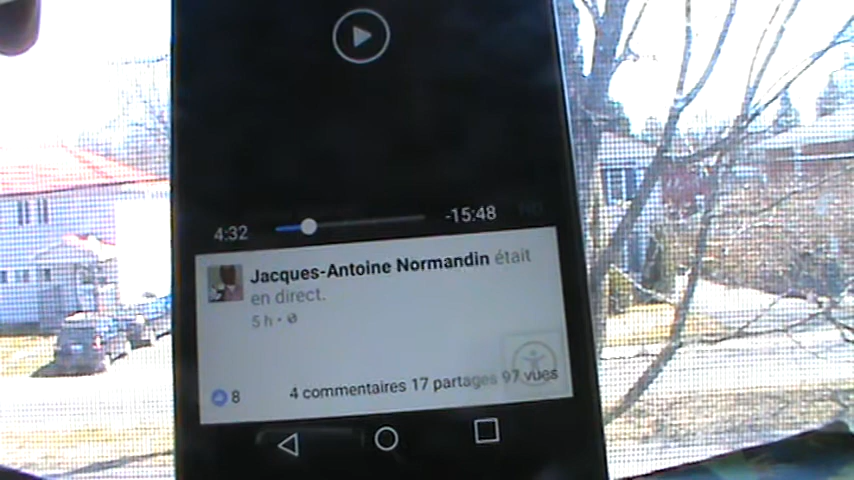 4:32 -15:48 HD
Jacques-Antoine Normandin était
en direct.
5 h
8 4 commentaires 17 partages 97 vues